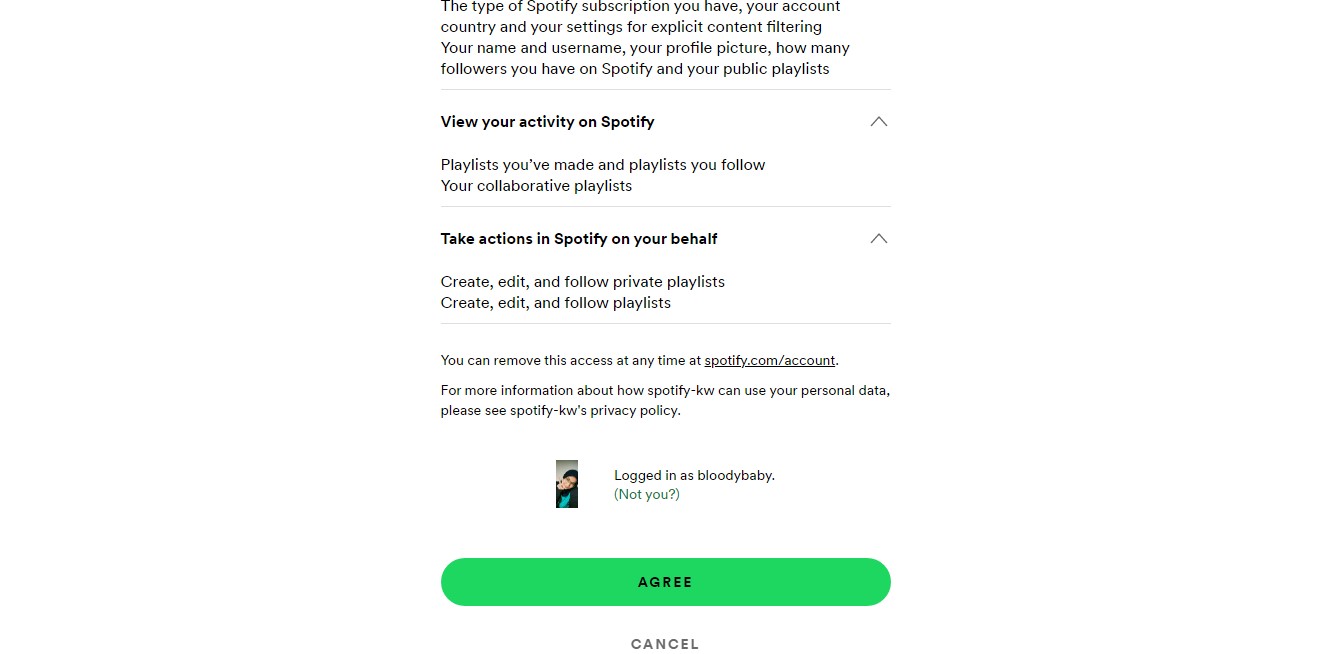 The type of Spotify subscription you have, your account
country and your settings for explicit content filtering
Your name and username, your profile picture, how many
followers you have on Spotify and your public playlists
View your activity on Spotify
Playlists you’ve made and playlists you follow
Your collaborative playlists
Take actions in Spotify on your behalf
Create, edit, and follow private playlists
Create, edit, and follow playlists
You can remove this access at any time at spotify.com/account.
For more information about how spotify-kw can use your personal data,
please see spotify-kw's privacy policy.
Logged in as bloodybaby.
(Not you?)
AGREE
CANCEL